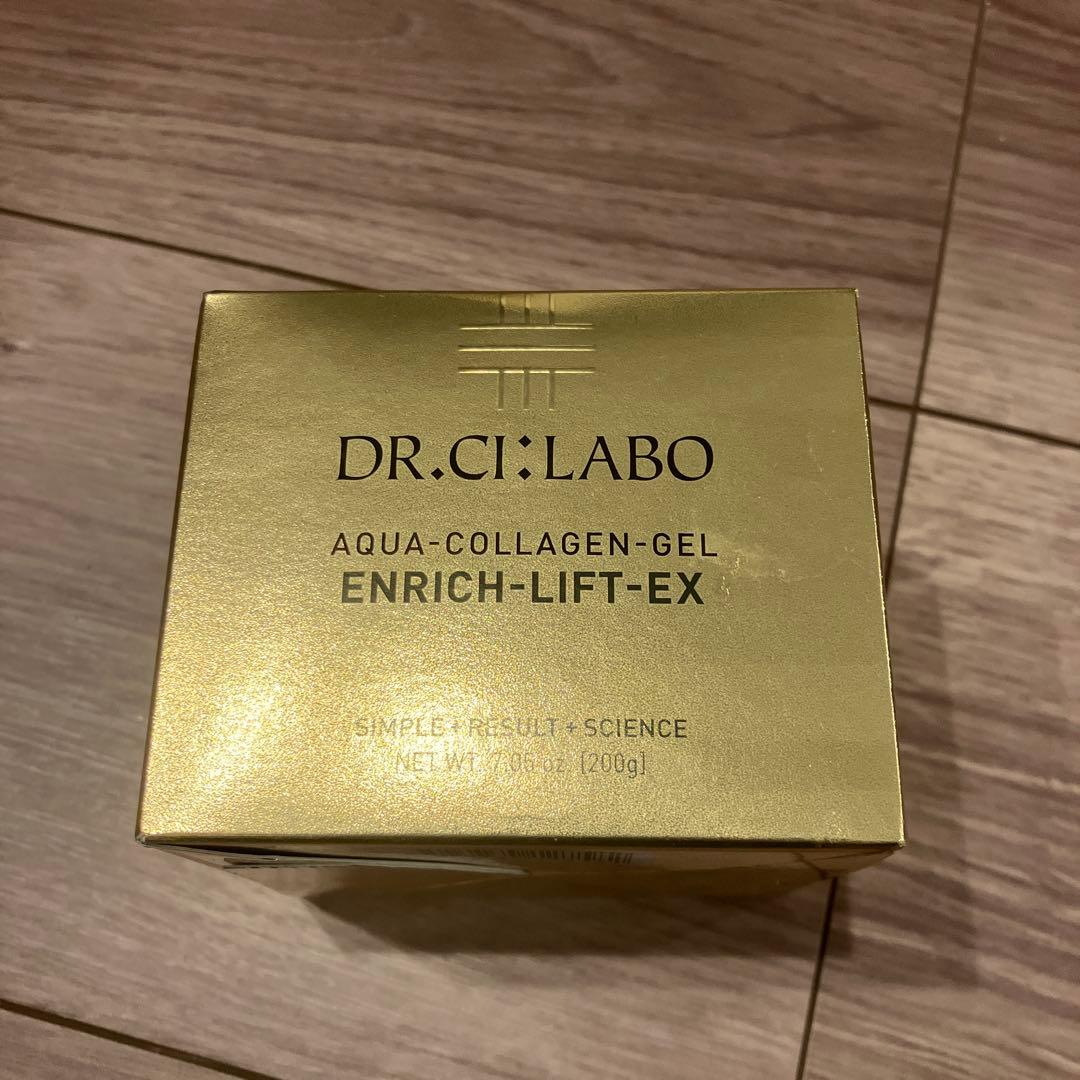 DR.CI:LABO
AQUA-COLLAGEN-GEL
ENRICH-LIFT-EX
SIMPLE+RESULT+SCIENCE
NET WT. 7.05 oz. [200g]